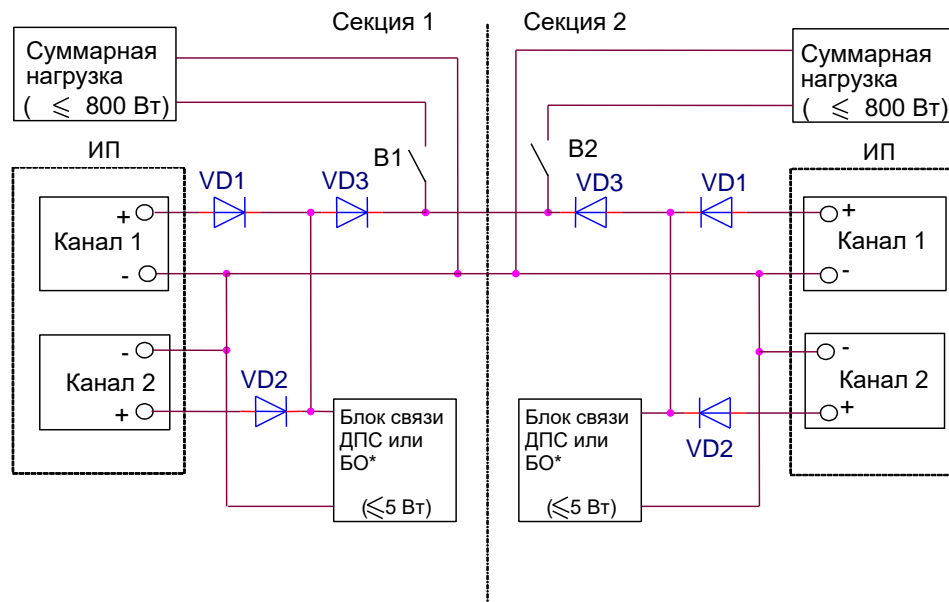 Секция 1
Секция 2
Суммарная
нагрузка
( ≤ 800 Вт)
Суммарная
нагрузка
( ≤ 800 Вт)
ИП
В1
В2
ИП
VD1
VD3
VD3
VD1
+
Канал 1
-
+
Канал 1
-
-
Канал 2
+
-
Канал 2
+
VD2
VD2
Блок связи
ДПС или
БО*
(≤5 Вт)
Блок связи
ДПС или
БО*
(≤5 Вт)